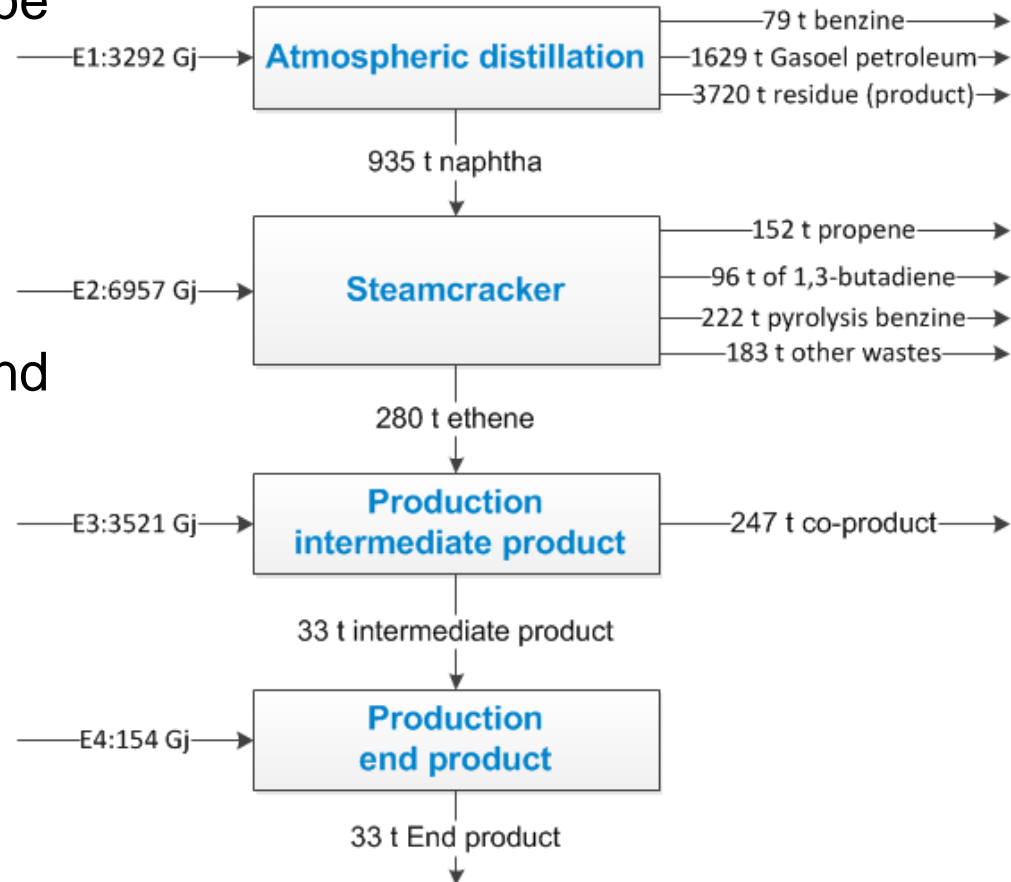 be
79 t benzine
E1:3292 Gj
Atmospheric distillation
1629 t Gasoel petroleum
3720 t residue (product)
935 t naphtha
152 t propene
E2:6957 Gj
Steamcracker
96 t of 1,3-butadiene
222 t pyrolysis benzine
183 t other wastes
nd
280 t ethene
E3:3521 Gj
Production
intermediate product
247 t co-product
33 t intermediate product
E4:154 Gj
Production
end product
33 t End product